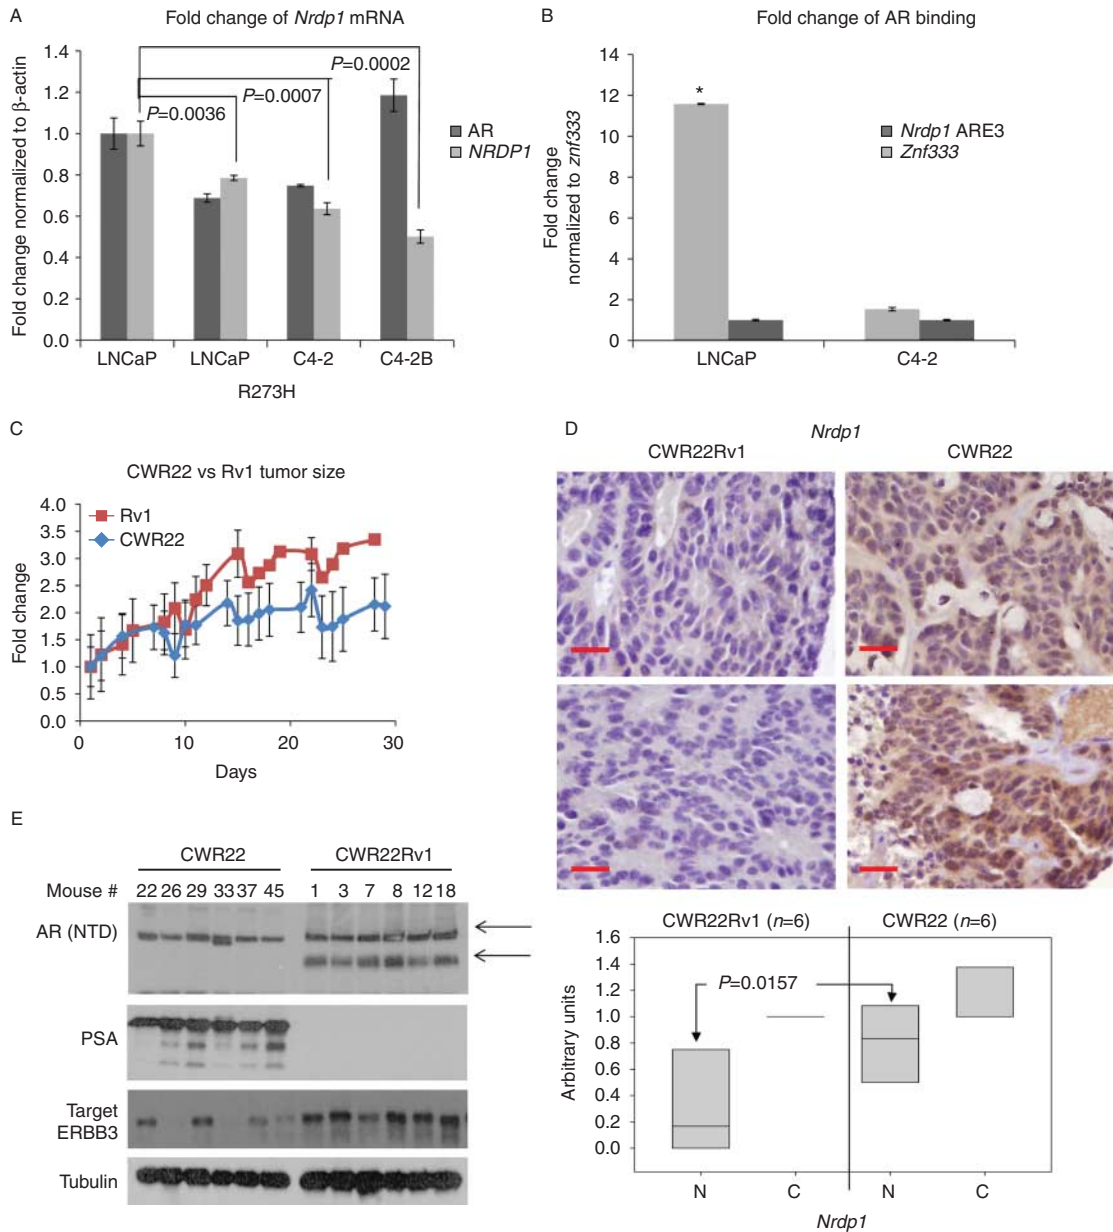 A
Fold change of Nrdp1 mRNA
Fold change normalized to β-actin
1.4
1.2
1.0
0.8
0.6
0.4
0.2
0.0
P=0.0002
P=0.0007
P=0.0036
AR
NRDP1
LNCaP
LNCaP
C4-2
C4-2B
R273H
B
Fold change of AR binding
Fold change
normalized to znf333
14
12
10
8
6
4
2
0
*
Nrdp1 ARE3
Znf333
LNCaP
C4-2
C
CWR22 vs Rv1 tumor size
Fold change
4.0
3.5
3.0
2.5
2.0
1.5
1.0
0.5
0.0
Rv1
CWR22
0
10
20
30
Days
D
Nrdp1
CWR22Rv1
CWR22
CWR22Rv1 (n=6)
CWR22 (n=6)
Arbitrary units
1.6
1.4
1.2
1.0
0.8
0.6
0.4
0.2
0.0
P=0.0157
N
C
N
C
Nrdp1
E
CWR22
CWR22Rv1
Mouse #
22 26 29 33 37 45
1 3 7 8 12 18
AR (NTD)
PSA
Target
ERBB3
Tubulin